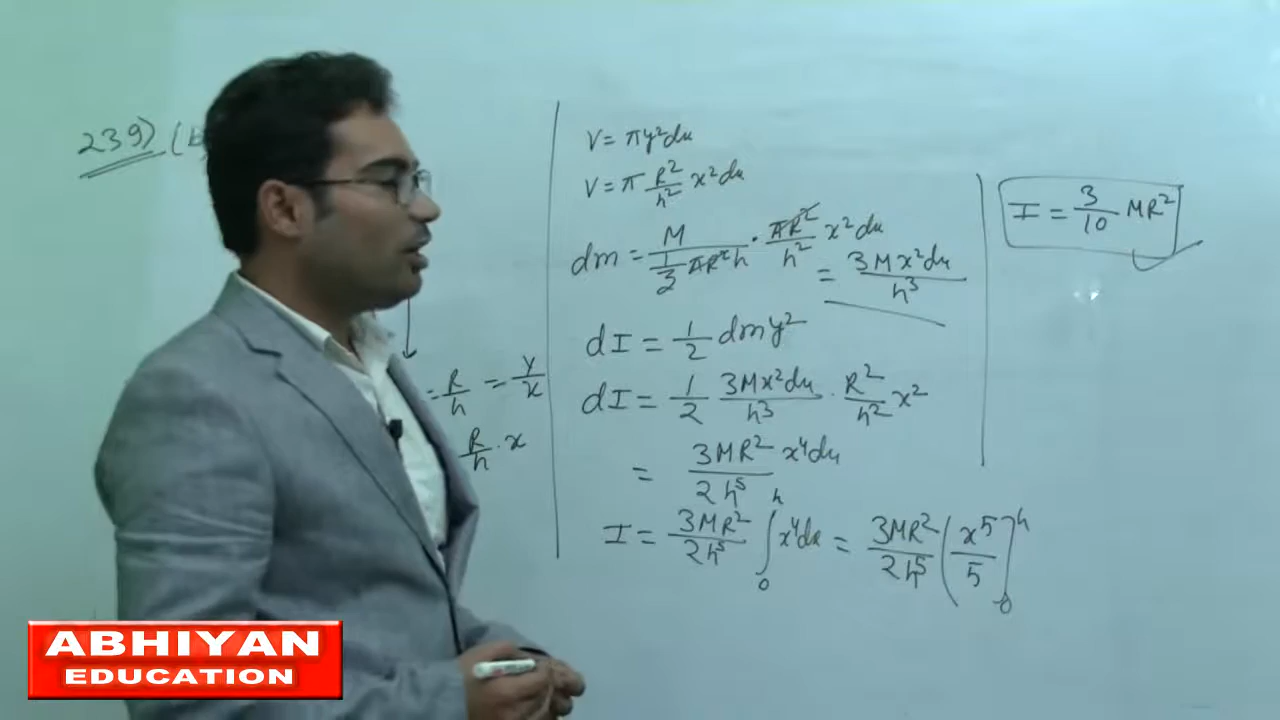 239) (b
= R/h = y/x
R/h · x
V = πy²dx
V = π R²/h² x²dx
dm = M / (1/3 πR²h) · πR²/h² x²dx
= 3Mx²dx/h³
dI = 1/2 dmy²
dI = 1/2 3Mx²dx/h³ · R²/h² x²
= 3MR²/2h⁵ x⁴dx
I = 3MR²/2h⁵ ∫₀ʰ x⁴dx = 3MR²/2h⁵ (x⁵/5]₀ʰ
I = 3/10 MR²
ABHIYAN
EDUCATION